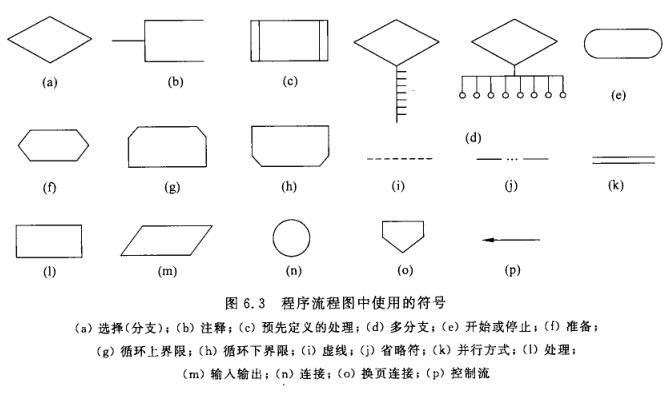 (a)
(b)
(c)
(d)
(e)
(f)
(g)
(h)
(i)
(j)
(k)
(l)
(m)
(n)
(o)
(p)
图 6.3 程序流程图中使用的符号
(a) 选择(分支); (b) 注释; (c) 预先定义的处理; (d) 多分支; (e) 开始或停止; (f) 准备;
(g) 循环上界限; (h) 循环下界限; (i) 虚线; (j) 省略符; (k) 并行方式; (l) 处理;
(m) 输入输出; (n) 连接; (o) 换页连接; (p) 控制流